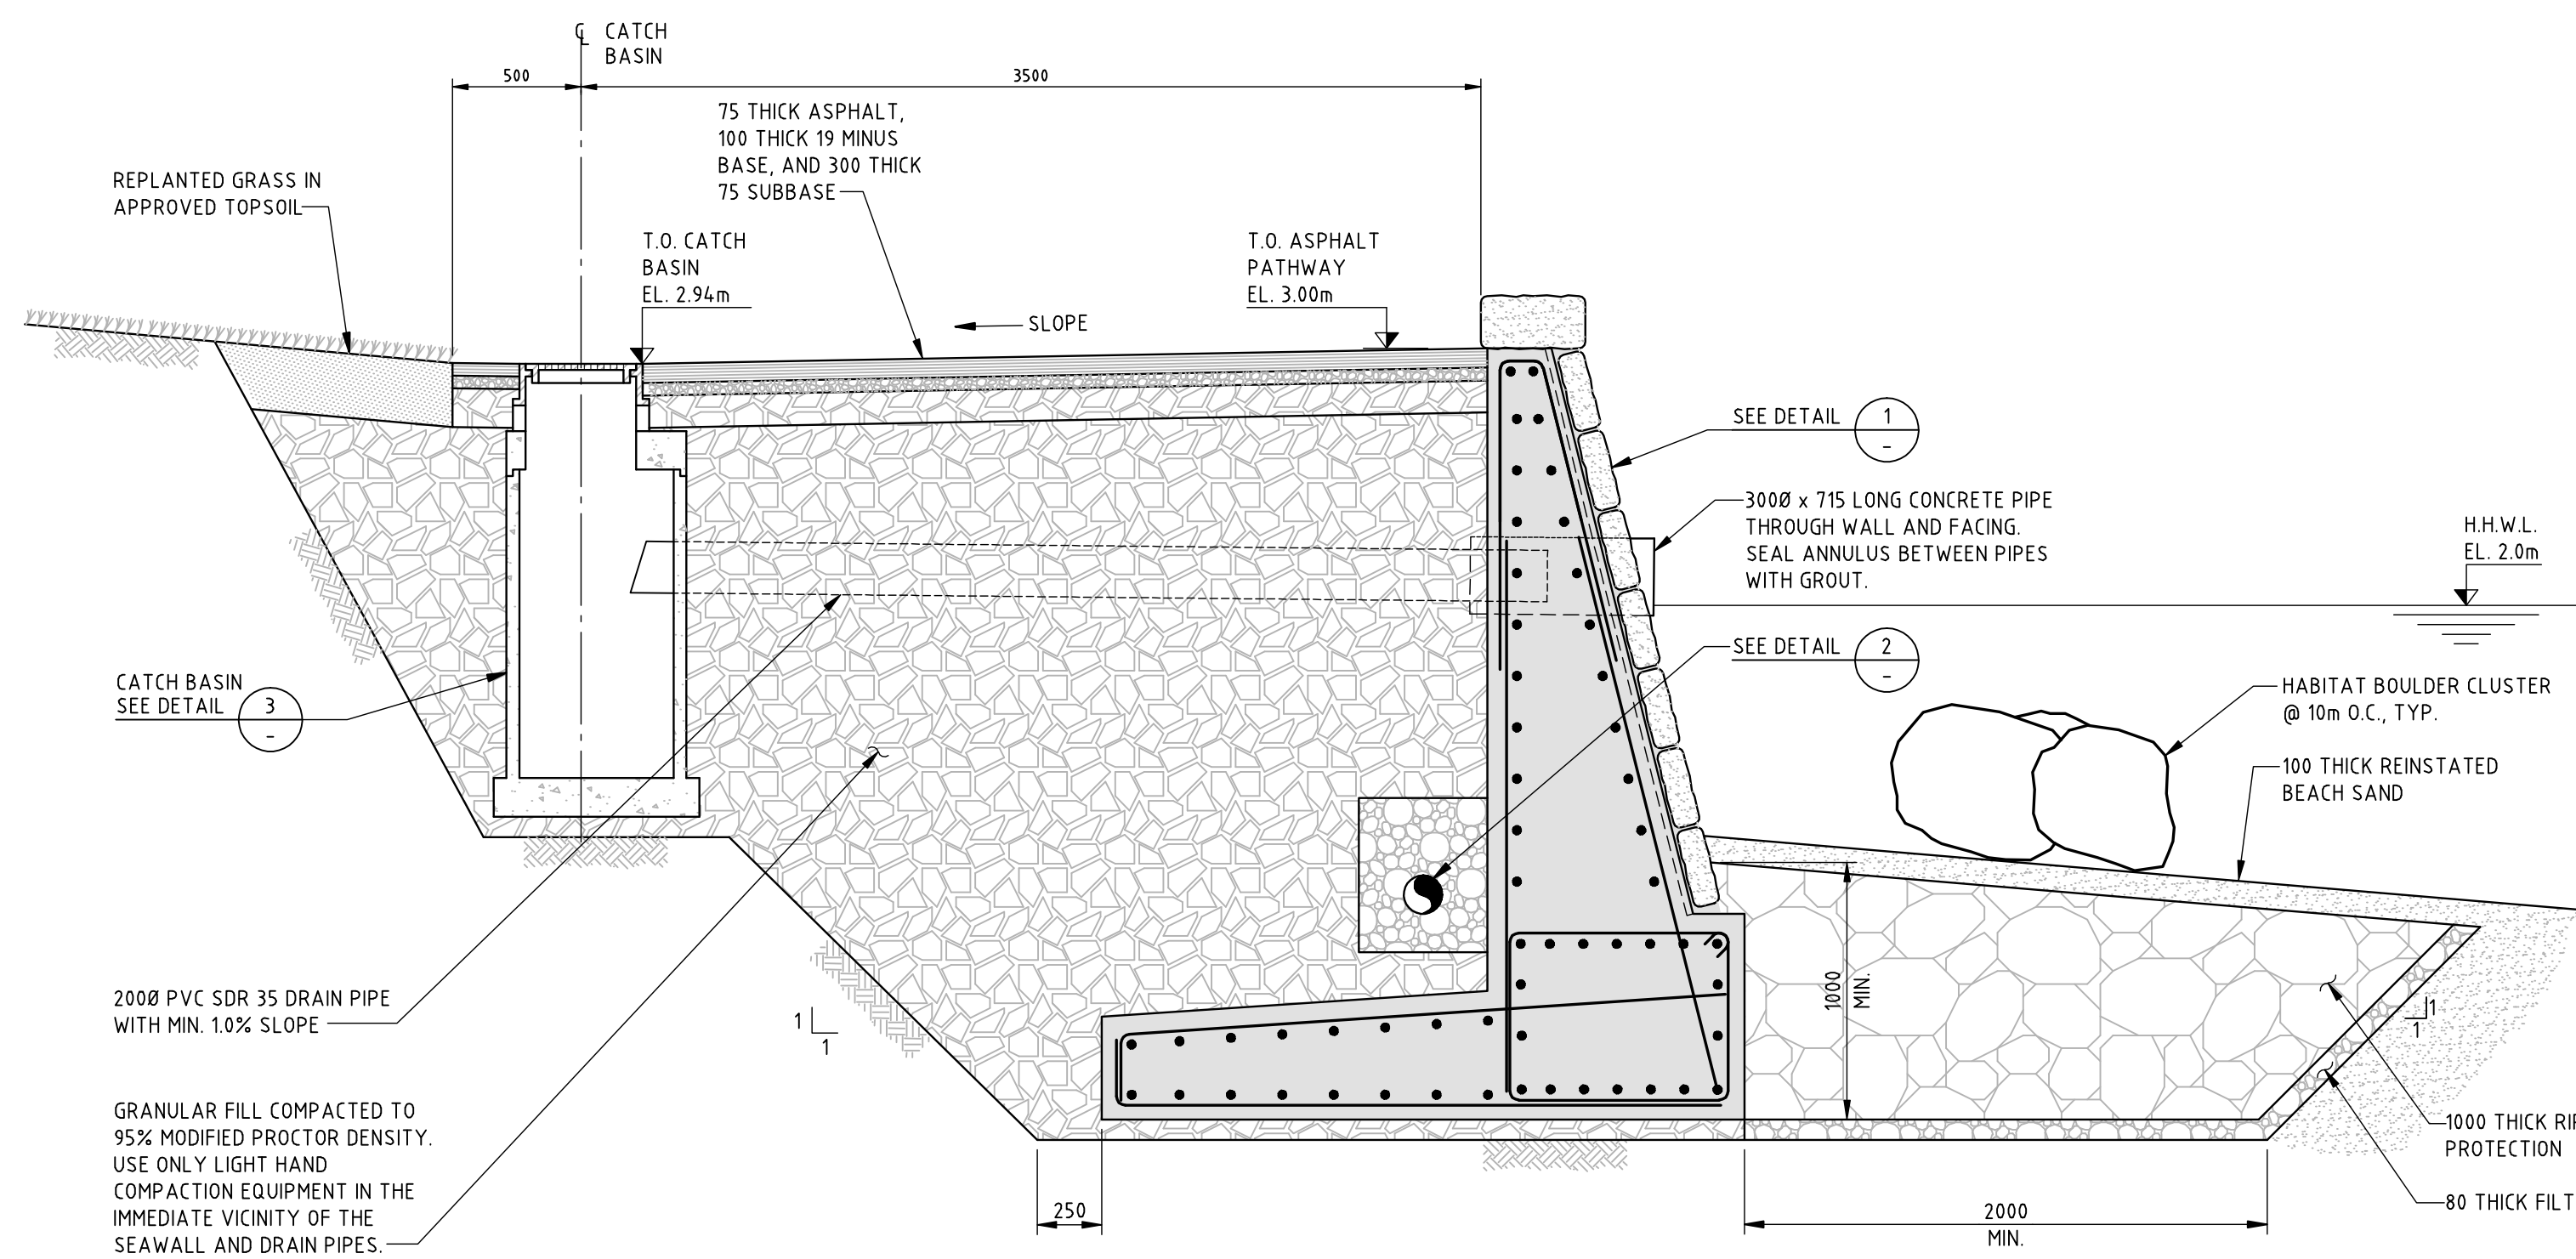 ℄ CATCH
BASIN
500
3500
75 THICK ASPHALT,
100 THICK 19 MINUS
BASE, AND 300 THICK
75 SUBBASE
REPLANTED GRASS IN
APPROVED TOPSOIL
T.O. CATCH
BASIN
EL. 2.94m
T.O. ASPHALT
PATHWAY
EL. 3.00m
SLOPE
SEE DETAIL 1
-
300Ø x 715 LONG CONCRETE PIPE
THROUGH WALL AND FACING.
SEAL ANNULUS BETWEEN PIPES
WITH GROUT.
H.H.W.L.
EL. 2.0m
SEE DETAIL 2
-
CATCH BASIN
SEE DETAIL 3
-
HABITAT BOULDER CLUSTER
@ 10m O.C., TYP.
100 THICK REINSTATED
BEACH SAND
200Ø PVC SDR 35 DRAIN PIPE
WITH MIN. 1.0% SLOPE
1
1
1000
MIN.
1
1
GRANULAR FILL COMPACTED TO
95% MODIFIED PROCTOR DENSITY.
USE ONLY LIGHT HAND
COMPACTION EQUIPMENT IN THE
IMMEDIATE VICINITY OF THE
SEAWALL AND DRAIN PIPES.
1000 THICK
PROTECTION
80 THICK
250
2000
MIN.